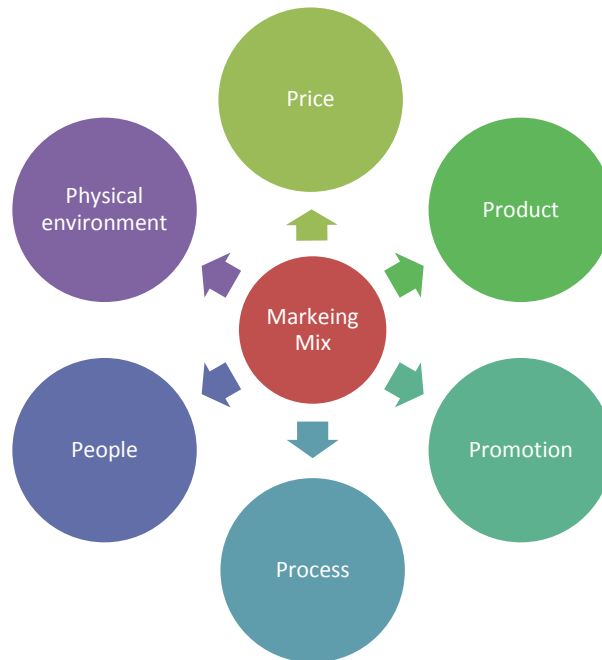 Price
Physical
environment
Product
Markeing
Mix
People
Promotion
Process